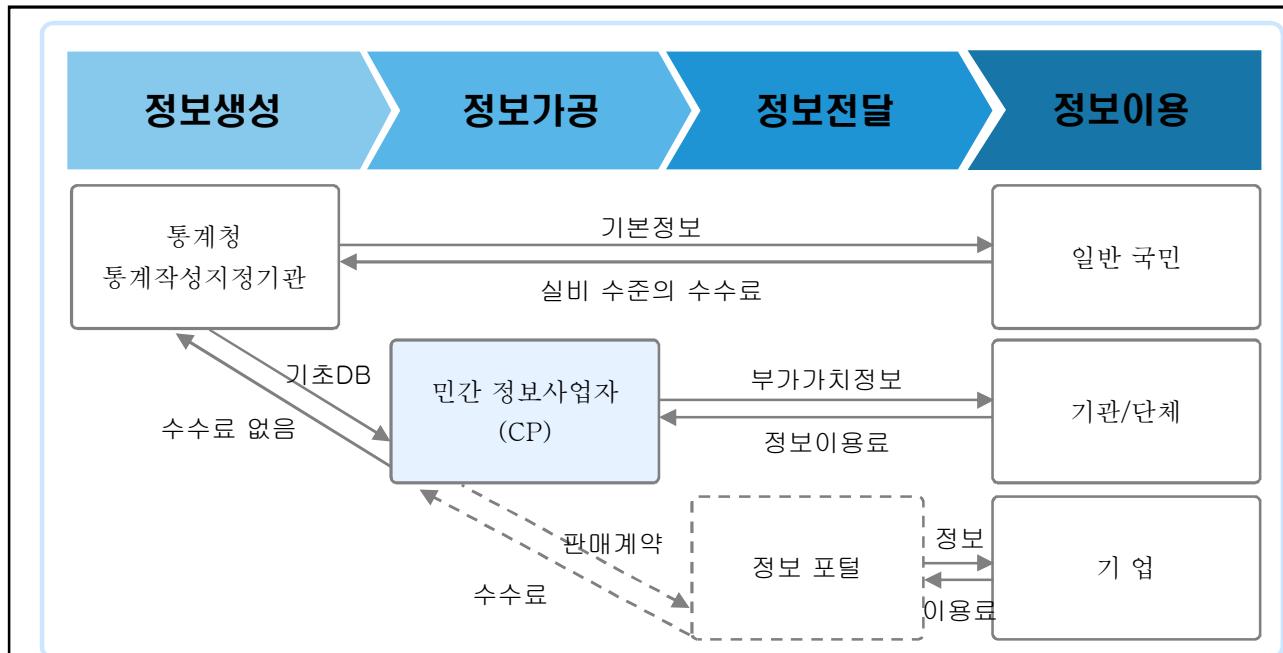 정보생성
정보가공
정보전달
정보이용
통계청
통계작성지정기관
기본정보
실비 수준의 수수료
일반 국민
기초DB
수수료 없음
민간 정보사업자
(CP)
부가가치정보
정보이용료
기관/단체
판매계약
수수료
정보 포털
정보
이용료
기 업